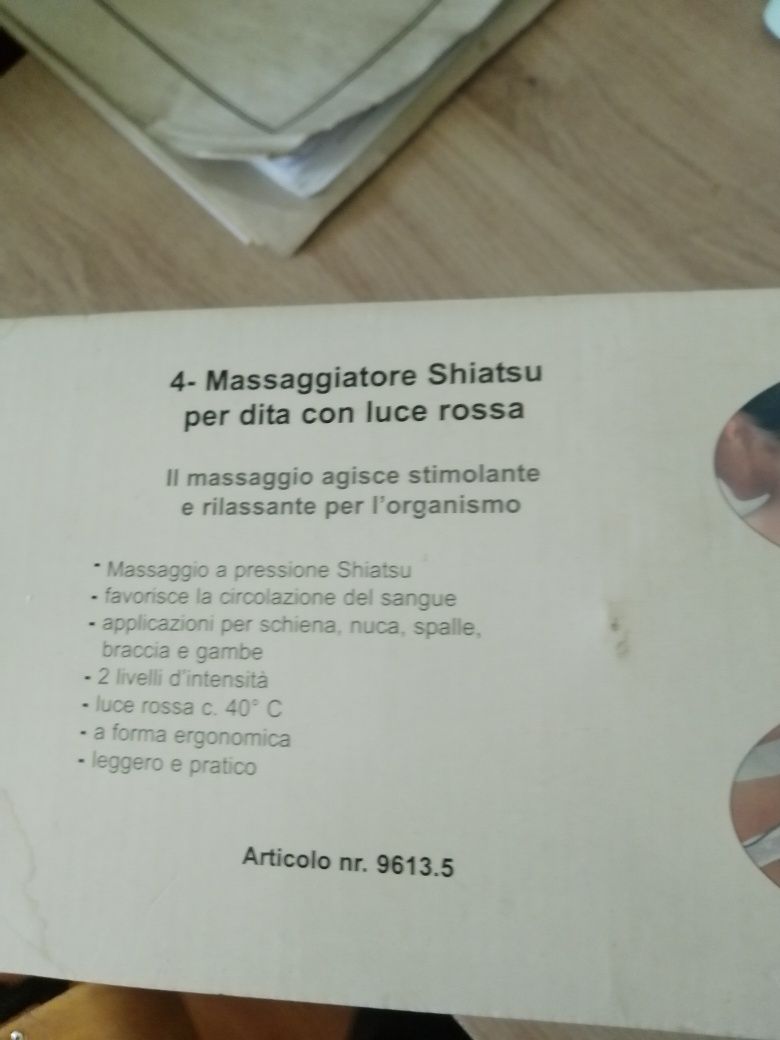 4- Massaggiatore Shiatsu
per dita con luce rossa
Il massaggio agisce stimolante
e rilassante per l'organismo
- Massaggio a pressione Shiatsu
- favorisce la circolazione del sangue
- applicazioni per schiena, nuca, spalle,
braccia e gambe
- 2 livelli d'intensità
- luce rossa c. 40° C
- a forma ergonomica
- leggero e pratico
Articolo nr. 9613.5